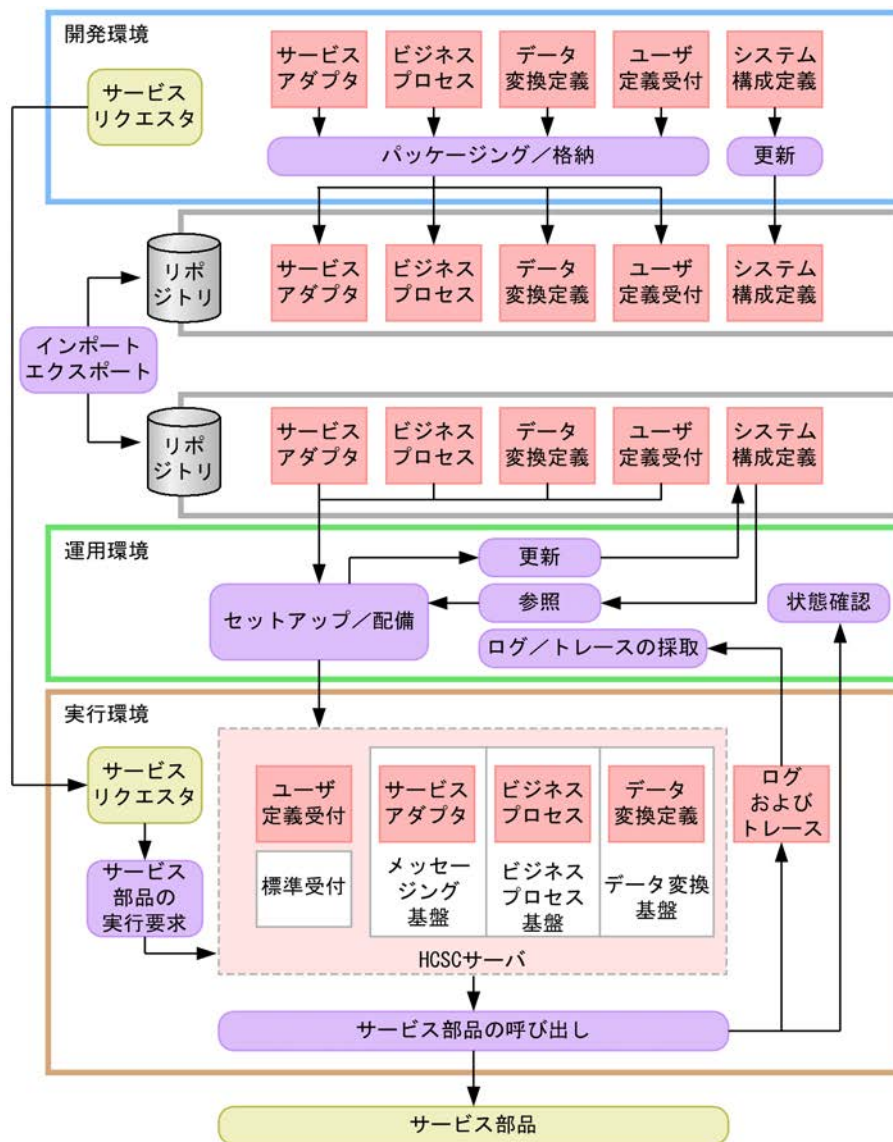 開発環境
サービス
アダプタ
ビジネス
プロセス
データ
変換定義
ユーザ
定義受付
システム
構成定義
サービス
リクエスタ
パッケージング／格納
更新
リポ
ジトリ
サービス
アダプタ
ビジネス
プロセス
データ
変換定義
ユーザ
定義受付
システム
構成定義
インポート
エクスポート
リポ
ジトリ
サービス
アダプタ
ビジネス
プロセス
データ
変換定義
ユーザ
定義受付
システム
構成定義
運用環境
更新
セットアップ／配備
参照
状態確認
ログ／トレースの採取
実行環境
サービス
リクエスタ
ユーザ
定義受付
サービス
アダプタ
ビジネス
プロセス
データ
変換定義
ログ
および
トレース
サービス
部品の
実行要求
標準受付
メッセー
ジング
基盤
ビジネス
プロセス
基盤
データ変換
基盤
HCSCサーバ
サービス部品の呼び出し
サービス部品